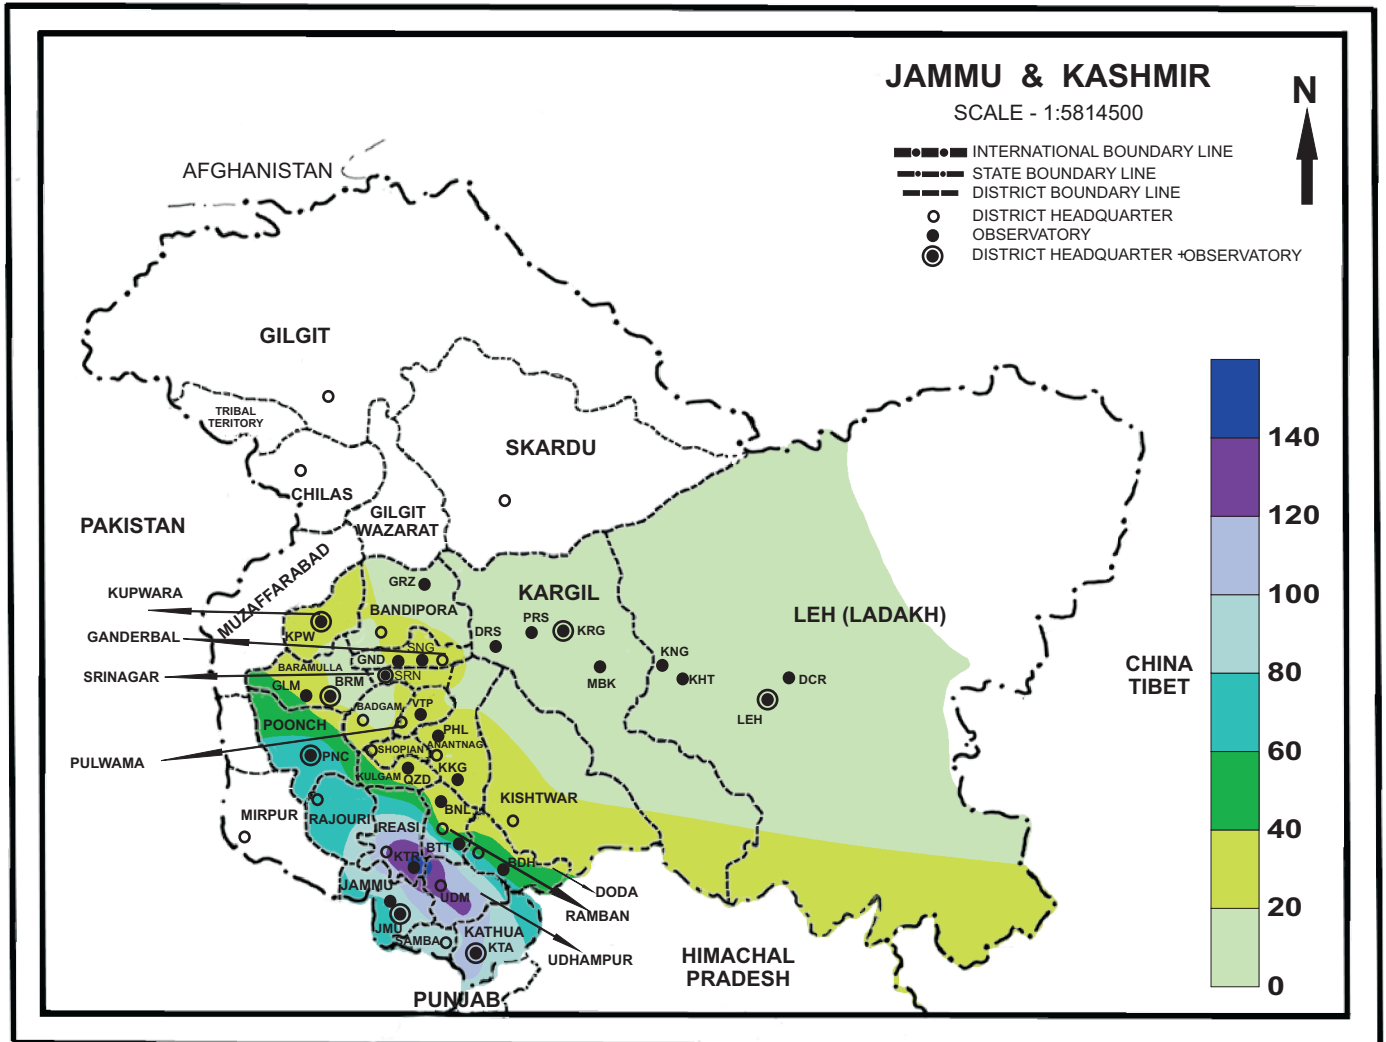 JAMMU & KASHMIR
SCALE - 1:5814500
N
INTERNATIONAL BOUNDARY LINE
STATE BOUNDARY LINE
DISTRICT BOUNDARY LINE
DISTRICT HEADQUARTER
OBSERVATORY
DISTRICT HEADQUARTER +OBSERVATORY
AFGHANISTAN
GILGIT
TRIBAL
TERITORY
SKARDU
CHILAS
GILGIT
WAZARAT
PAKISTAN
MUZAFFARABAD
KUPWARA
GANDERBAL
SRINAGAR
PULWAMA
GRZ
BANDIPORA
KPW
KARGIL
PRS
KRG
DRS
MBK
LEH (LADAKH)
KNG
KHT
DCR
LEH
CHINA
TIBET
SNG
GND
BARAMULLA
SRN
GLM
BRM
BADGAM
VTP
POONCH
PHL
SHOPIAN
ANANTNAG
PNC
KULGAM
QZD
KKG
MIRPUR
RAJOURI
BNL
KISHTWAR
REASI
BTT
KTR
BDH
JAMMU
UDM
DODA
RAMBAN
JMU
SAMBA
KATHUA
KTA
UDHAMPUR
HIMACHAL
PRADESH
PUNJAB
140
120
100
80
60
40
20
0